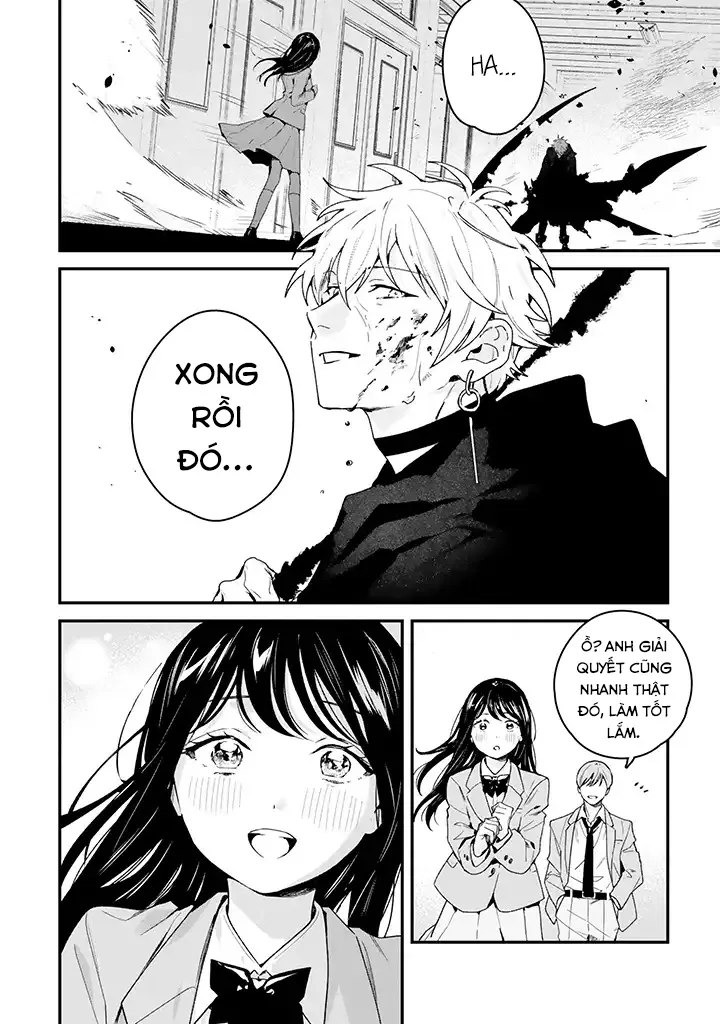 HA...
XONG
RỒI
ĐÓ...
Ồ? ANH GIẢI
QUYẾT CŨNG
NHANH THẬT
ĐÓ, LÀM TỐT
LẮM.